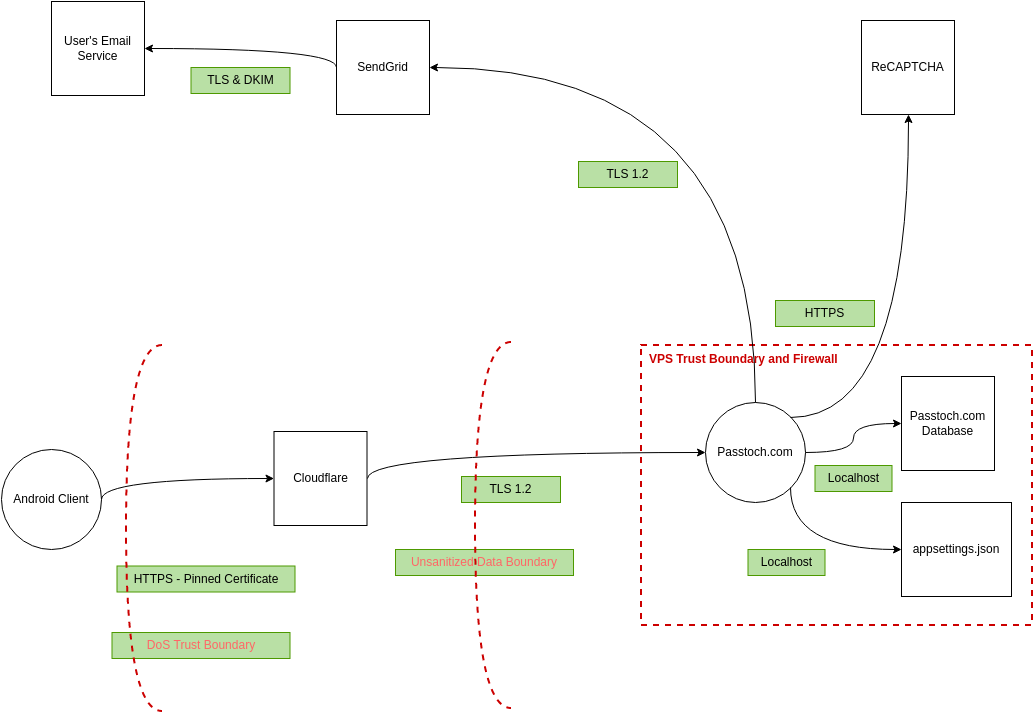 User's Email
Service
SendGrid
ReCAPTCHA
TLS & DKIM
TLS 1.2
HTTPS
VPS Trust Boundary and Firewall
Passtoch.com
Database
Passtoch.com
Cloudflare
Localhost
TLS 1.2
Android Client
appsettings.json
Unsanitized Data Boundary
Localhost
HTTPS - Pinned Certificate
DoS Trust Boundary